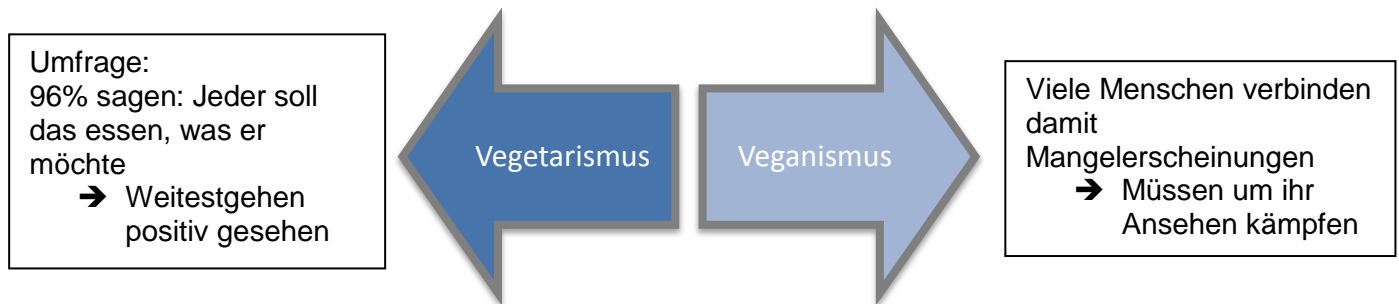 Umfrage:
96% sagen: Jeder soll
das essen, was er
möchte
➔ Weitestgehen
positiv gesehen
Vegetarismus
Veganismus
Viele Menschen verbinden
damit
Mangelerscheinungen
➔ Müssen um ihr
Ansehen kämpfen